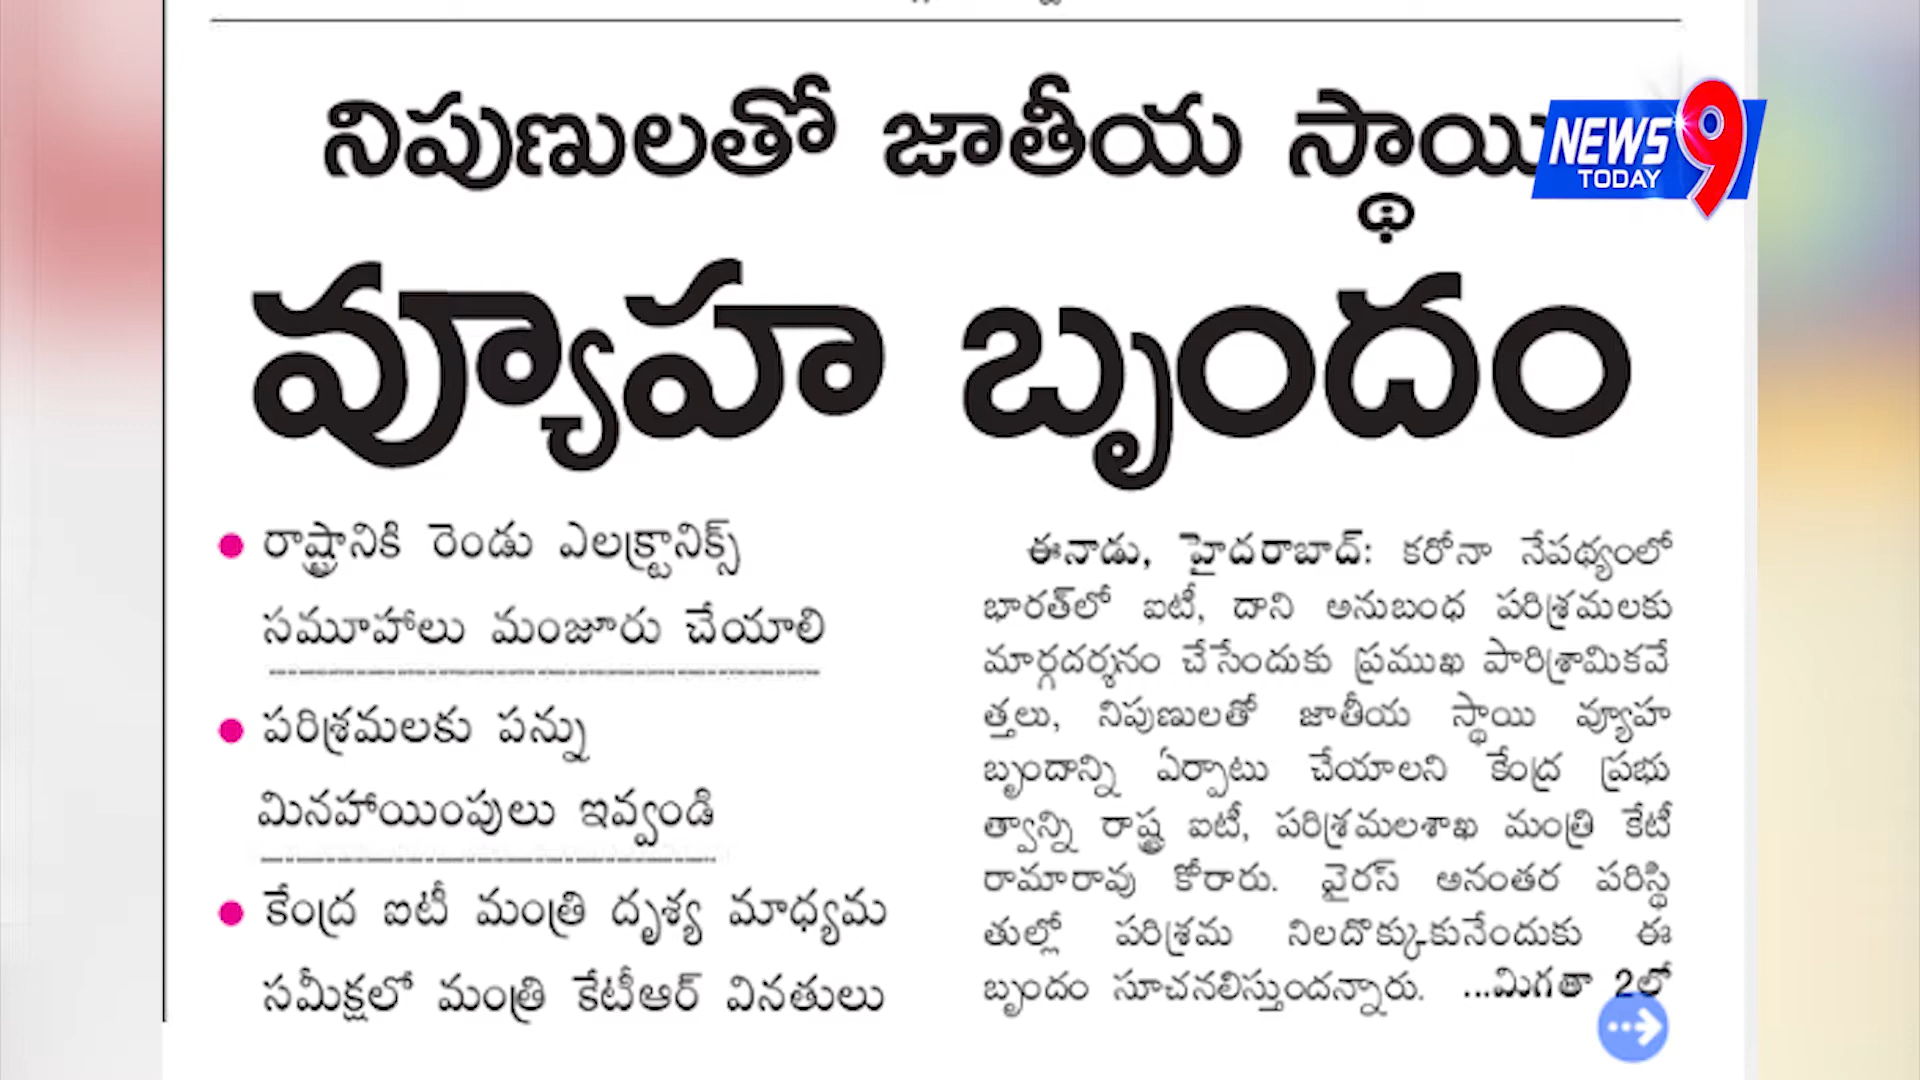 నిపుణులతో జాతీయ స్థాయి
NEWS 9
TODAY
వ్యూహ బృందం
రాష్ట్రానికి రెండు ఎలక్ట్రానిక్స్
సమూహాలు మంజూరు చేయాలి
పరిశ్రమలకు పన్ను
మినహాయింపులు ఇవ్వండి
కేంద్ర ఐటీ మంత్రి దృశ్య మాధ్యమ
సమీక్షలో మంత్రి కేటీఆర్ వినతులు
ఈనాడు, హైదరాబాద్: కరోనా నేపథ్యంలో
భారత్‌లో ఐటీ, దాని అనుబంధ పరిశ్రమలకు
మార్గదర్శనం చేసేందుకు ప్రముఖ పారిశ్రామికవే
త్తలు, నిపుణులతో జాతీయ స్థాయి వ్యూహ
బృందాన్ని ఏర్పాటు చేయాలని కేంద్ర ప్రభు
త్వాన్ని రాష్ట్ర ఐటీ, పరిశ్రమలశాఖ మంత్రి కేటీ
రామారావు కోరారు. వైరస్ అనంతర పరిస్థి
తుల్లో పరిశ్రమ నిలదొక్కుకునేందుకు ఈ
బృందం సూచనలిస్తుందన్నారు. ...మిగతా 2లో